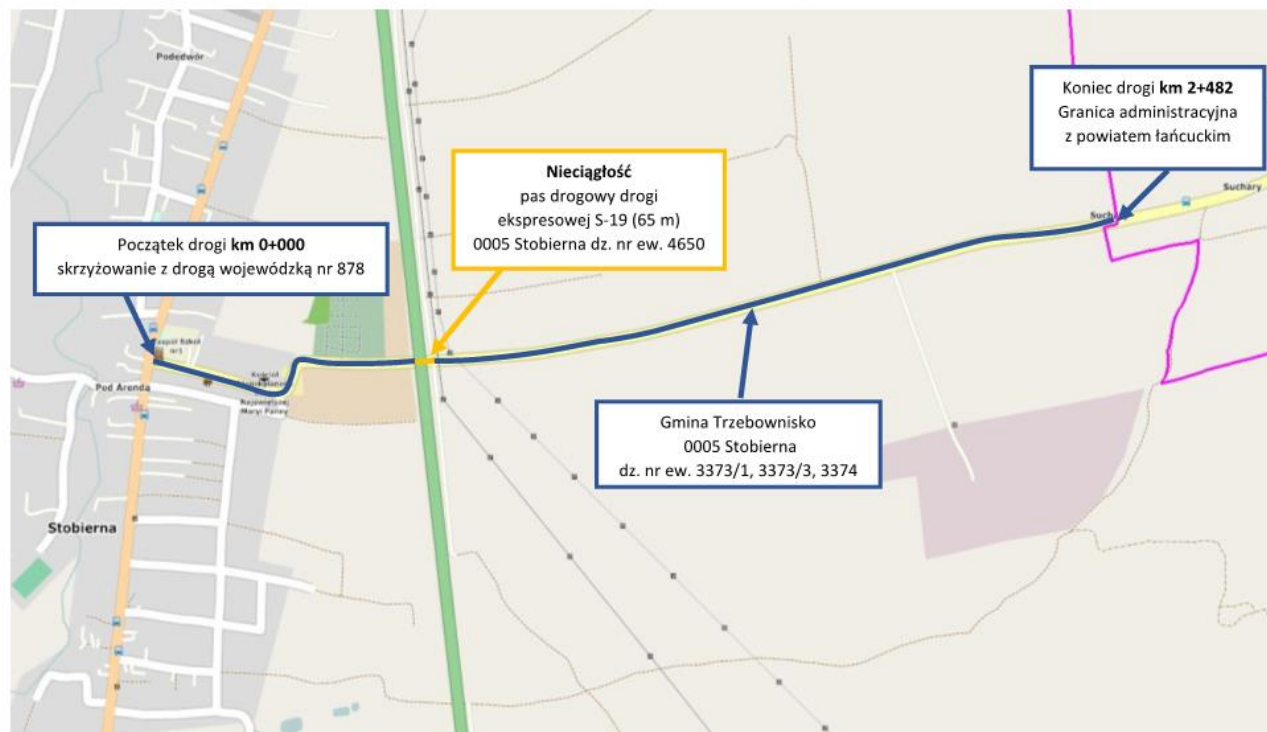 Podedwór
Koniec drogi km 2+482
Granica administracyjna
z powiatem łańcuckim
Nieciągłość
pas drogowy drogi
ekspresowej S-19 (65 m)
0005 Stobierna dz. nr ew. 4650
Suchary
Początek drogi km 0+000
skrzyżowanie z drogą wojewódzką nr 878
Pod Arenda
Gmina Trzebownisko
0005 Stobierna
dz. nr ew. 3373/1, 3373/3, 3374
Stobierna